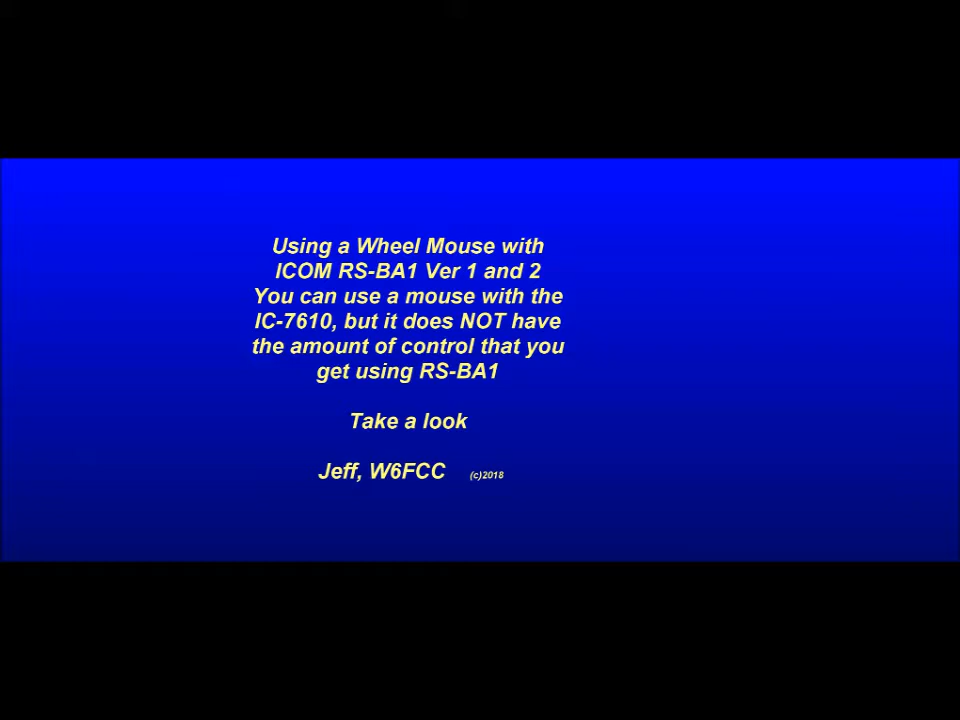 Using a Wheel Mouse with
ICOM RS-BA1 Ver 1 and 2
You can use a mouse with the
IC-7610, but it does NOT have
the amount of control that you
get using RS-BA1
Take a look
Jeff, W6FCC (c)2018